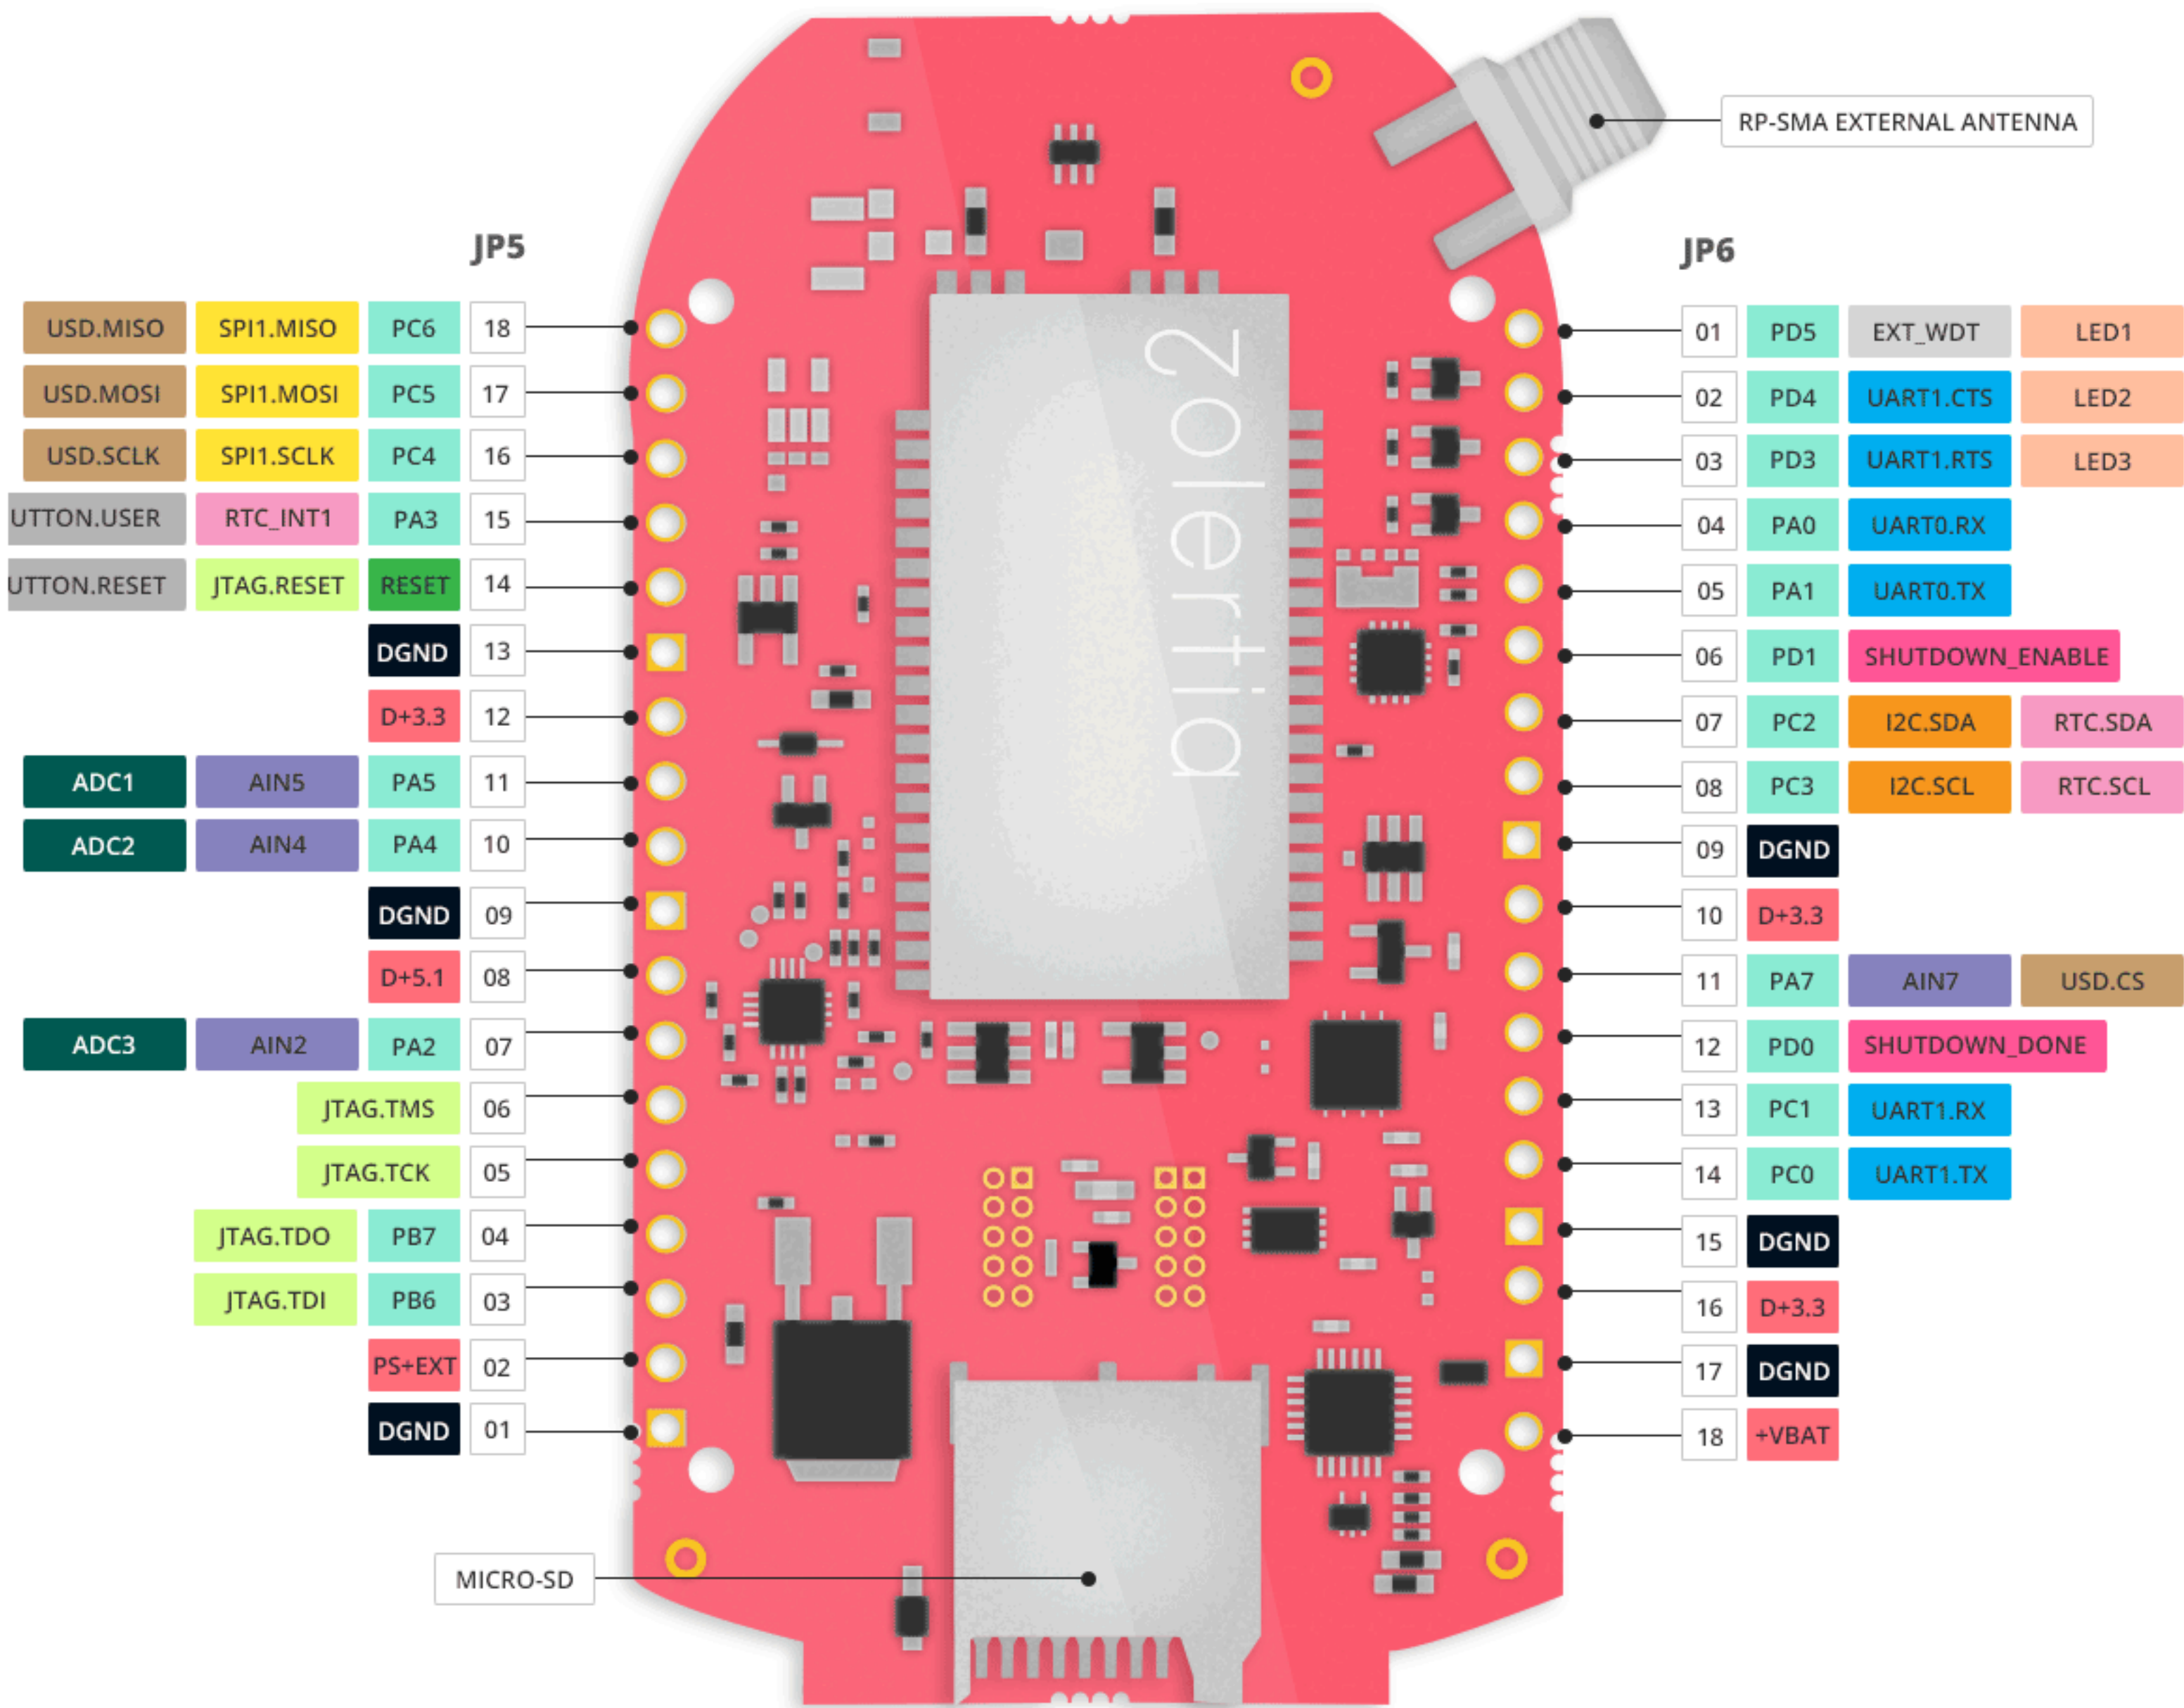 RP-SMA EXTERNAL ANTENNA
JP5
USD.MISO SPI1.MISO PC6 18
USD.MOSI SPI1.MOSI PC5 17
USD.SCLK SPI1.SCLK PC4 16
UTTON.USER RTC_INT1 PA3 15
UTTON.RESET JTAG.RESET RESET 14
DGND 13
D+3.3 12
ADC1 AIN5 PA5 11
ADC2 AIN4 PA4 10
DGND 09
D+5.1 08
ADC3 AIN2 PA2 07
JTAG.TMS 06
JTAG.TCK 05
JTAG.TDO PB7 04
JTAG.TDI PB6 03
PS+EXT 02
DGND 01
Zolertia
JP6
01 PD5 EXT_WDT LED1
02 PD4 UART1.CTS LED2
03 PD3 UART1.RTS LED3
04 PA0 UART0.RX
05 PA1 UART0.TX
06 PD1 SHUTDOWN_ENABLE
07 PC2 I2C.SDA RTC.SDA
08 PC3 I2C.SCL RTC.SCL
09 DGND
10 D+3.3
11 PA7 AIN7 USD.CS
12 PD0 SHUTDOWN_DONE
13 PC1 UART1.RX
14 PC0 UART1.TX
15 DGND
16 D+3.3
17 DGND
18 +VBAT
MICRO-SD